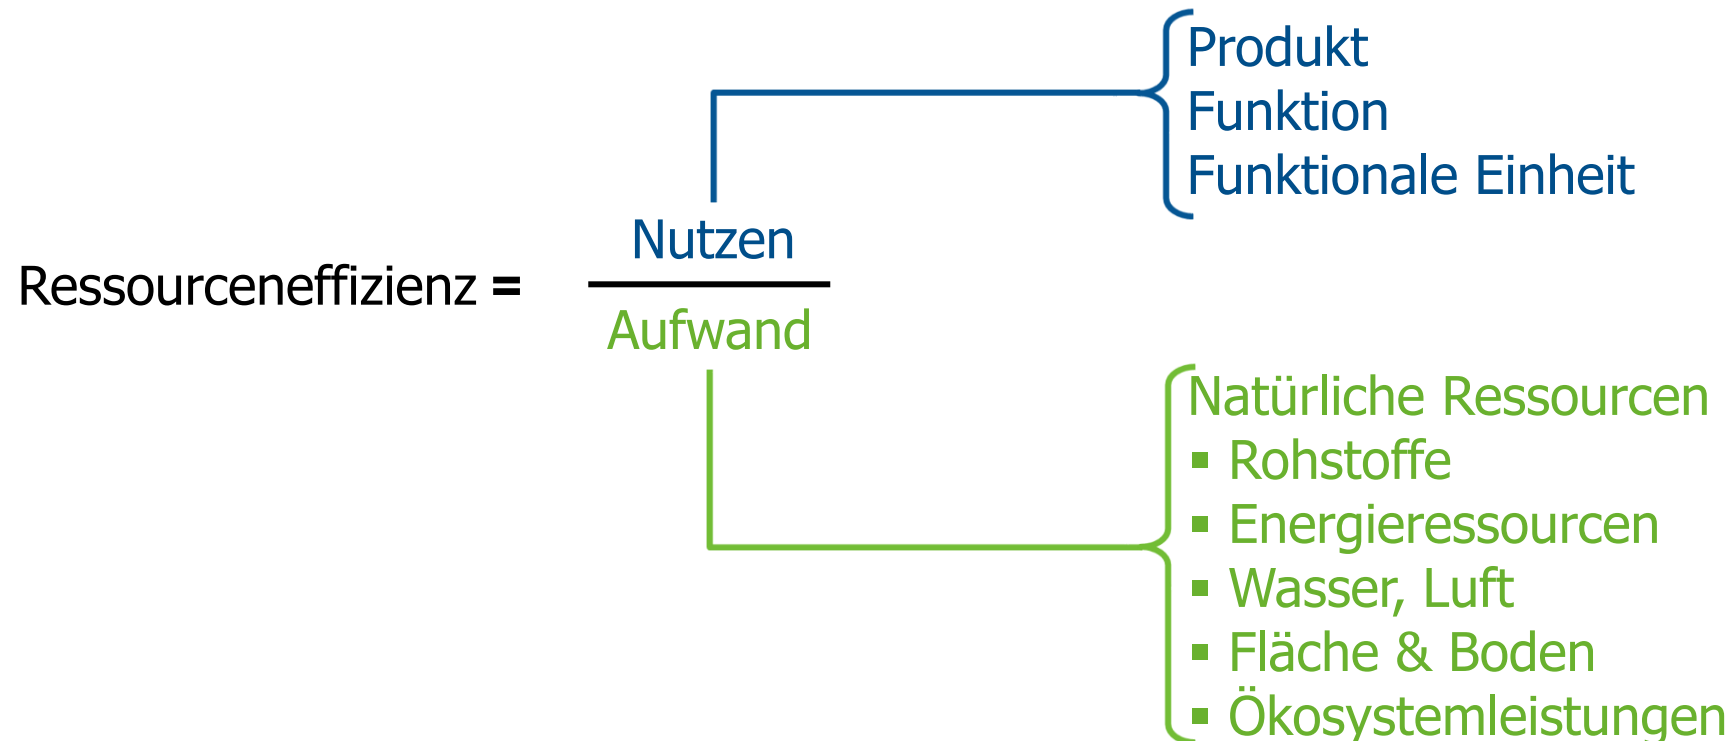 Produkt
Funktion
Funktionale Einheit
Nutzen
Ressourceneffizienz =
Aufwand
Natürliche Ressourcen
▪ Rohstoffe
▪ Energieressourcen
▪ Wasser, Luft
▪ Fläche & Boden
▪ Ökosystemleistungen